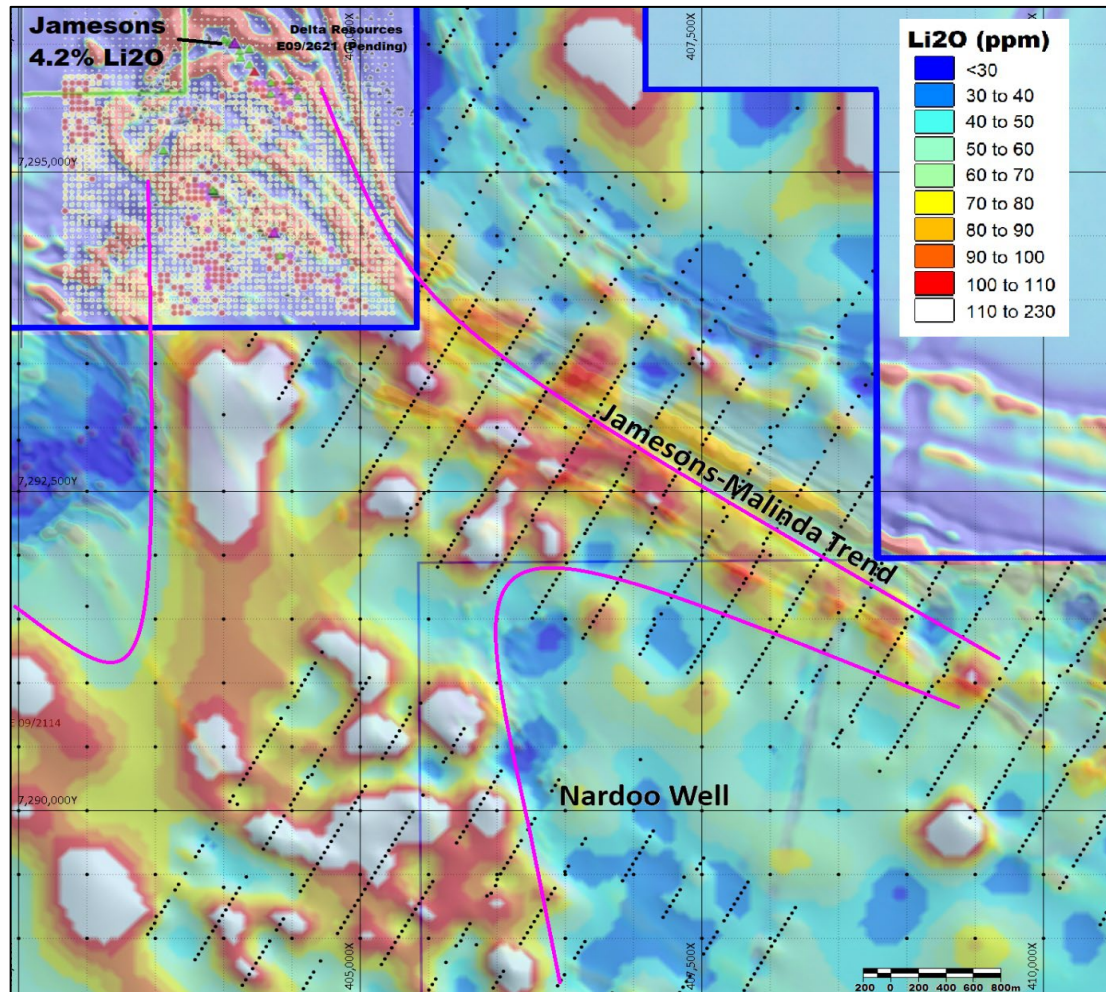 Jamesons
4.2% Li2O
Delta Resources
E09/2621 (Pending)
407,500X
Li2O (ppm)
<30
30 to 40
40 to 50
50 to 60
60 to 70
70 to 80
80 to 90
90 to 100
100 to 110
110 to 230
7,295,000Y
7,292,500Y
Jamesons-Malinda Trend
09/2114
7,290,000Y
Nardoo Well
405,000X
407,500X
410,000X
200 0 200 400 600 800m